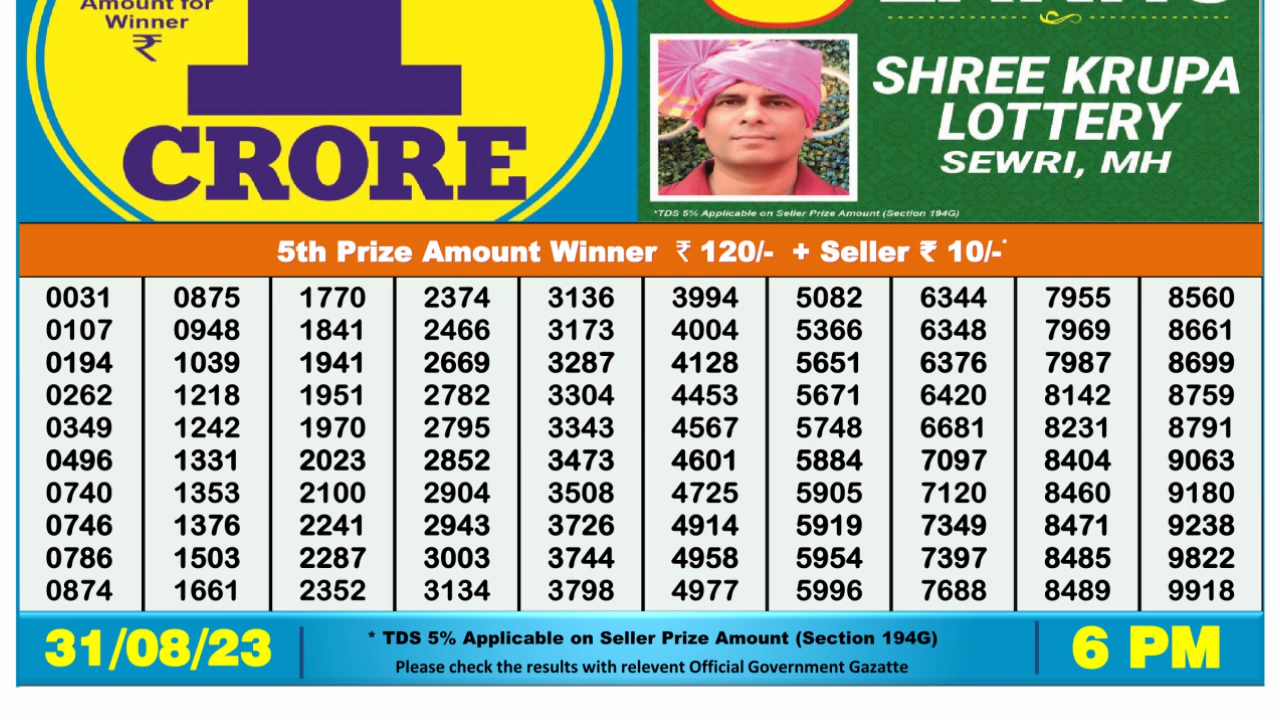 Amount for
Winner
₹
CRORE
SHREE KRUPA
LOTTERY
SEWRI, MH
*TDS 5% Applicable on Seller Prize Amount (Section 194G)
5th Prize Amount Winner ₹ 120/- + Seller ₹ 10/-*
0031 0875 1770 2374 3136 3994 5082 6344 7955 8560
0107 0948 1841 2466 3173 4004 5366 6348 7969 8661
0194 1039 1941 2669 3287 4128 5651 6376 7987 8699
0262 1218 1951 2782 3304 4453 5671 6420 8142 8759
0349 1242 1970 2795 3343 4567 5748 6681 8231 8791
0496 1331 2023 2852 3473 4601 5884 7097 8404 9063
0740 1353 2100 2904 3508 4725 5905 7120 8460 9180
0746 1376 2241 2943 3726 4914 5919 7349 8471 9238
0786 1503 2287 3003 3744 4958 5954 7397 8485 9822
0874 1661 2352 3134 3798 4977 5996 7688 8489 9918
31/08/23
* TDS 5% Applicable on Seller Prize Amount (Section 194G)
Please check the results with relevent Official Government Gazatte
6 PM